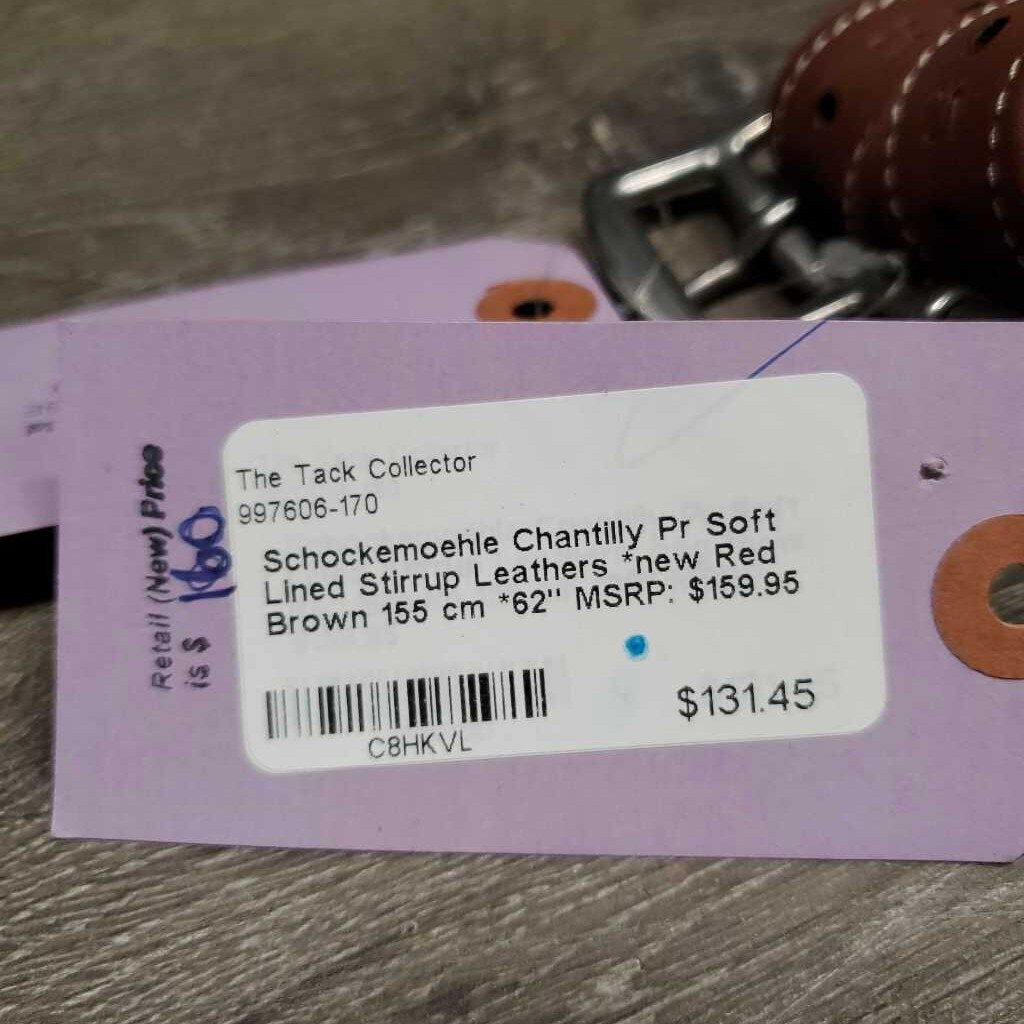 The Tack Collector
997606-170
Schockemoehle Chantilly Pr Soft
Lined Stirrup Leathers *new Red
Brown 155 cm *62" MSRP: $159.95
$131.45
C8HKVL
Retail (New) Price
is $ 160